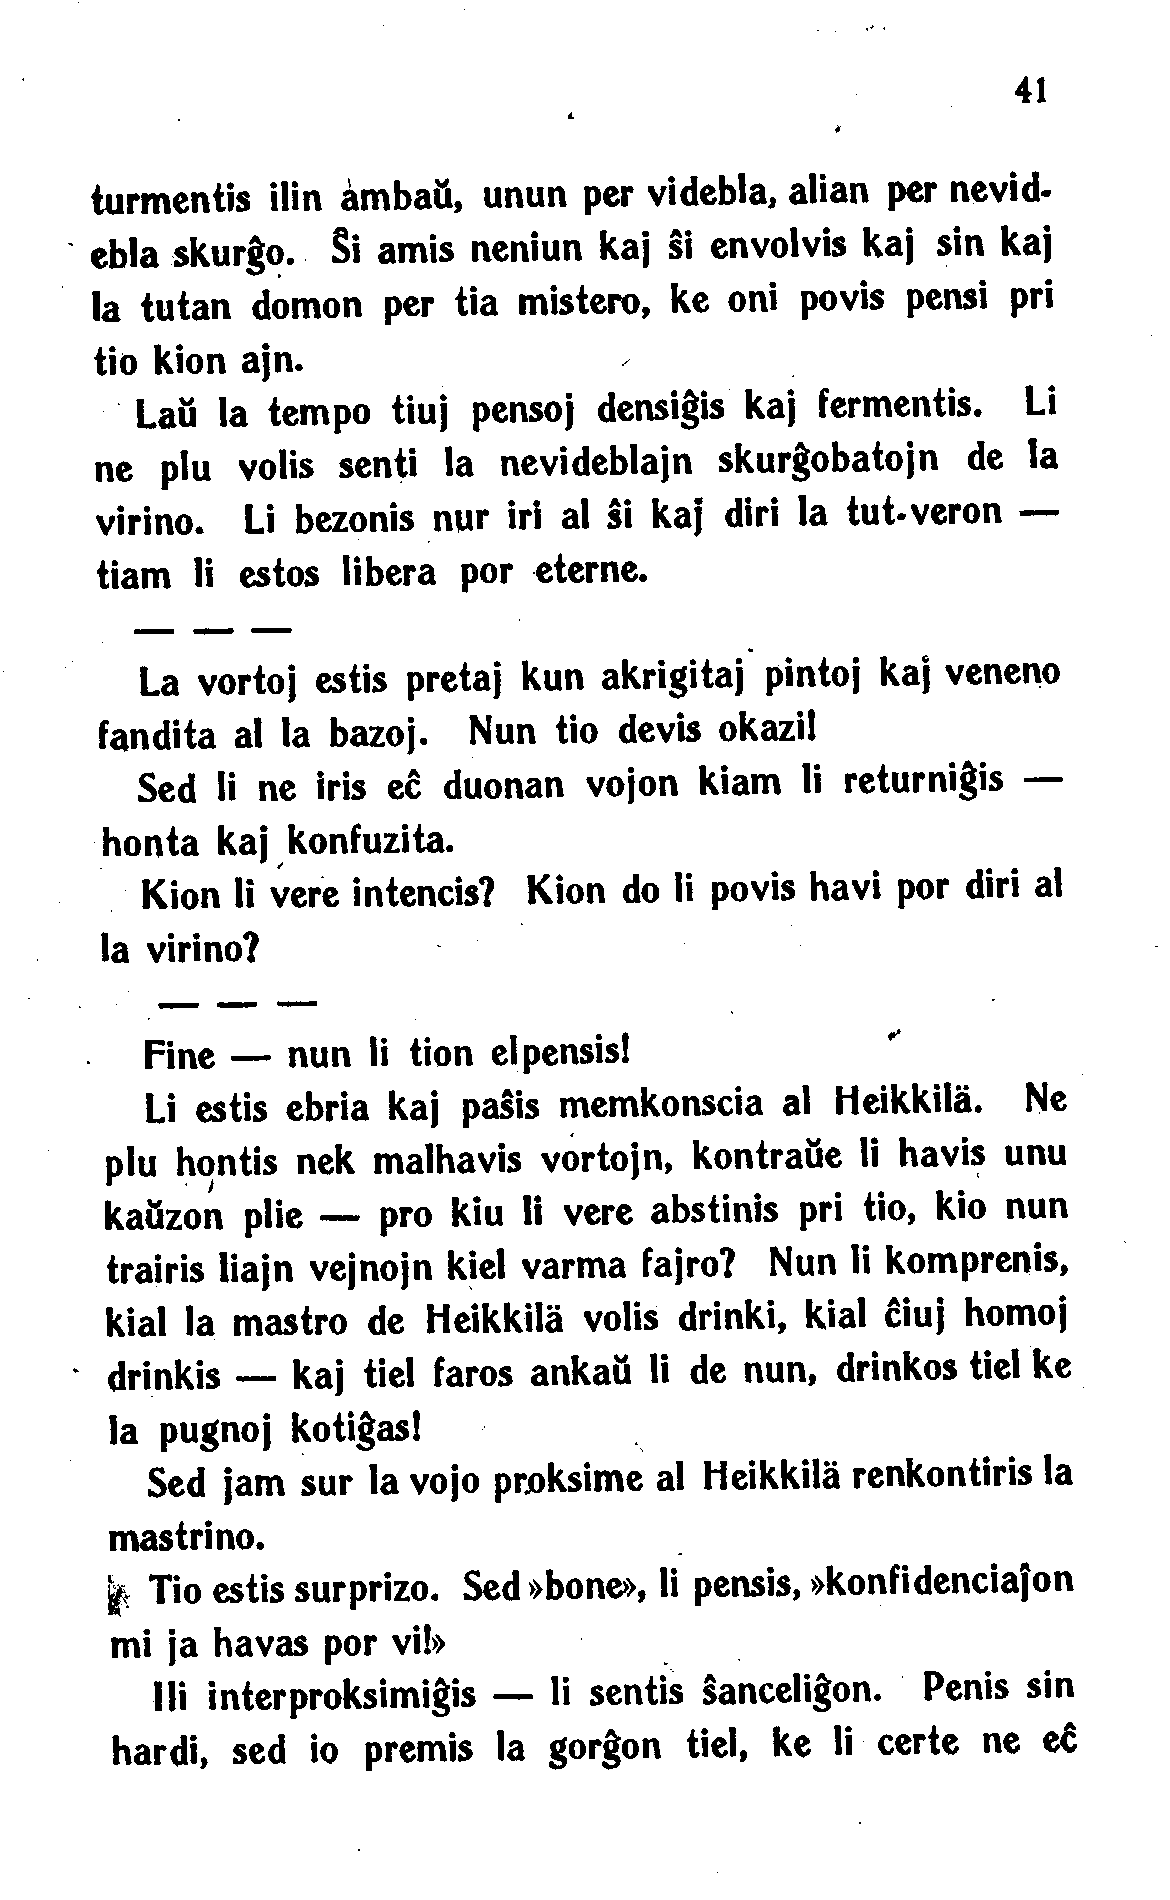 41
turmentis ilin ambaŭ, unun per videbla, alian per nevid-
ebla skurĝo. Ŝi amis neniun kaj ŝi envolvis kaj sin kaj
la tutan domon per tia mistero, ke oni povis pensi pri
tio kion ajn.
Laŭ la tempo tiuj pensoj densiĝis kaj fermentis. Li
ne plu volis senti la nevideblajn skurĝobatojn de la
virino. Li bezonis nur iri al ŝi kaj diri la tut-veron —
tiam li estos libera por eterne.
— — —
La vortoj estis pretaj kun akrigitaj pintoj kaj veneno
fandita al la bazoj. Nun tio devis okazi!
Sed li ne iris eĉ duonan vojon kiam li returniĝis —
honta kaj konfuzita.
Kion li vere intencis? Kion do li povis havi por diri al
la virino?
— — —
Fine — nun li tion elpensis!
Li estis ebria kaj paŝis memkonscia al Heikkilä. Ne
plu hontis nek malhavis vortojn, kontraŭe li havis unu
kaŭzon plie — pro kiu li vere abstinis pri tio, kio nun
trairis liajn vejnojn kiel varma fajro? Nun li komprenis,
kial la mastro de Heikkilä volis drinki, kial ĉiuj homoj
drinkis — kaj tiel faros ankaŭ li de nun, drinkos tiel ke
la pugnoj kotiĝas!
Sed jam sur la vojo proksime al Heikkilä renkontiris la
mastrino.
Tio estis surprizo. Sed »bone», li pensis, »konfidenciaĵon
mi ja havas por vi!»
Ili interproksimiĝis — li sentis ŝanceliĝon. Penis sin
hardi, sed io premis la gorĝon tiel, ke li certe ne eĉ